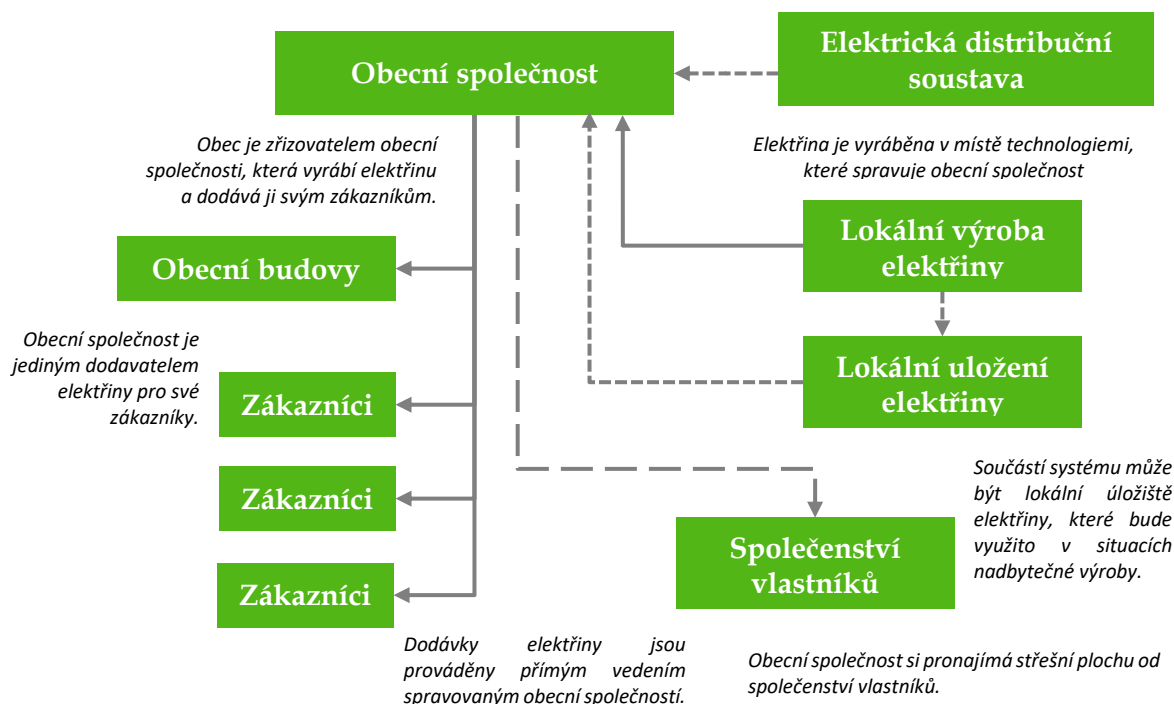 Obecní společnost
Elektrická distribuční
soustava
Obec je zřizovatelem obecní
společnosti, která vyrábí elektřinu
a dodává ji svým zákazníkům.
Elektřina je vyráběna v místě technologiemi,
které spravuje obecní společnost
Lokální výroba
elektřiny
Obecní budovy
Obecní společnost je
jediným dodavatelem
elektřiny pro své
zákazníky.
Lokální uložení
elektřiny
Zákazníci
Zákazníci
Součástí systému může
být lokální úložiště
elektřiny, které bude
využito v situacích
nadbytečné výroby.
Společenství
vlastníků
Zákazníci
Dodávky elektřiny jsou
prováděny přímým vedením
spravovaným obecní společností.
Obecní společnost si pronajímá střešní plochu od
společenství vlastníků.